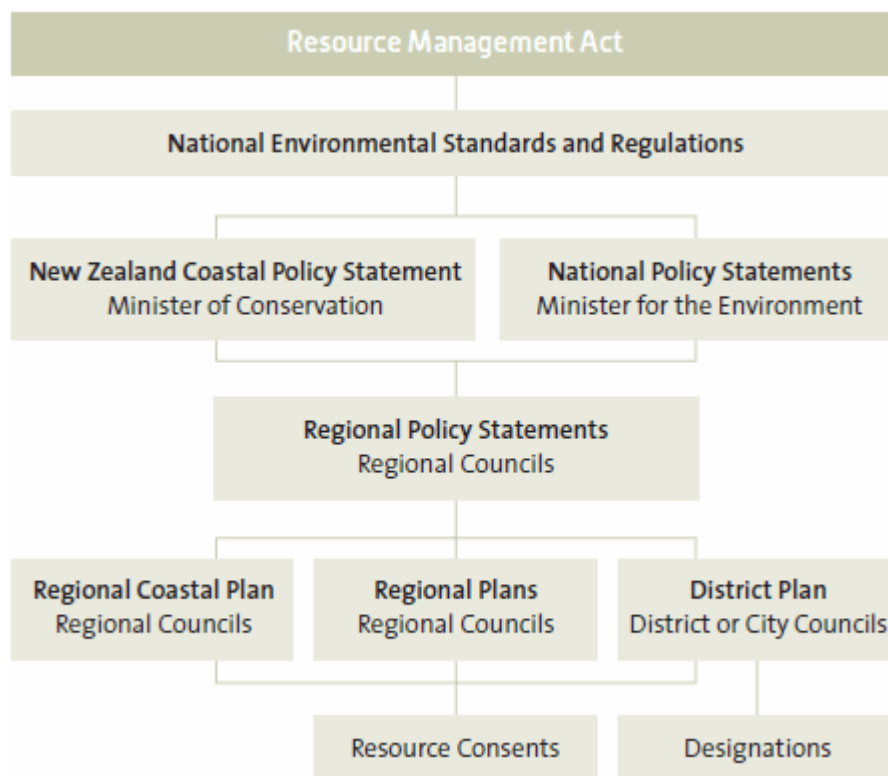 Resource Management Act
National Environmental Standards and Regulations
New Zealand Coastal Policy Statement
Minister of Conservation
National Policy Statements
Minister for the Environment
Regional Policy Statements
Regional Councils
Regional Coastal Plan
Regional Councils
Regional Plans
Regional Councils
District Plan
District or City Councils
Resource Consents
Designations